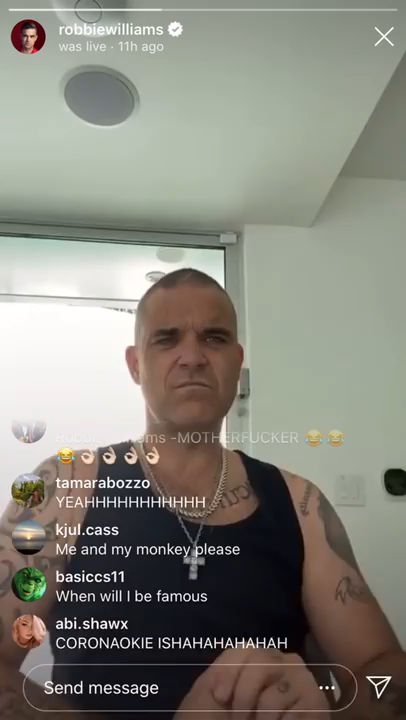 robbiewilliams
was live · 11h ago
-MOTHERFUCKER 😂😂
😂👌🏻👌🏻👌🏻👌🏻
tamarabozzo
YEAHHHHHHHHHHH
kjul.cass
Me and my monkey please
basiccs11
When will I be famous
abi.shawx
CORONAOKIE ISHAHAHAHAHAH
Send message